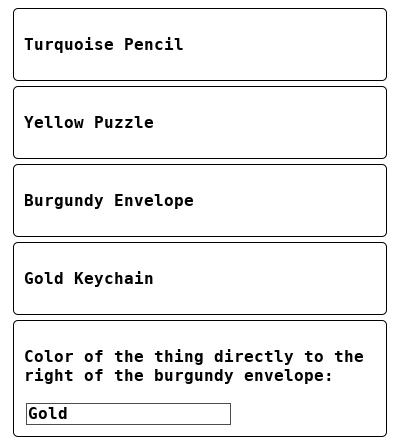 Turquoise Pencil
Yellow Puzzle
Burgundy Envelope
Gold Keychain
Color of the thing directly to the
right of the burgundy envelope:
Gold